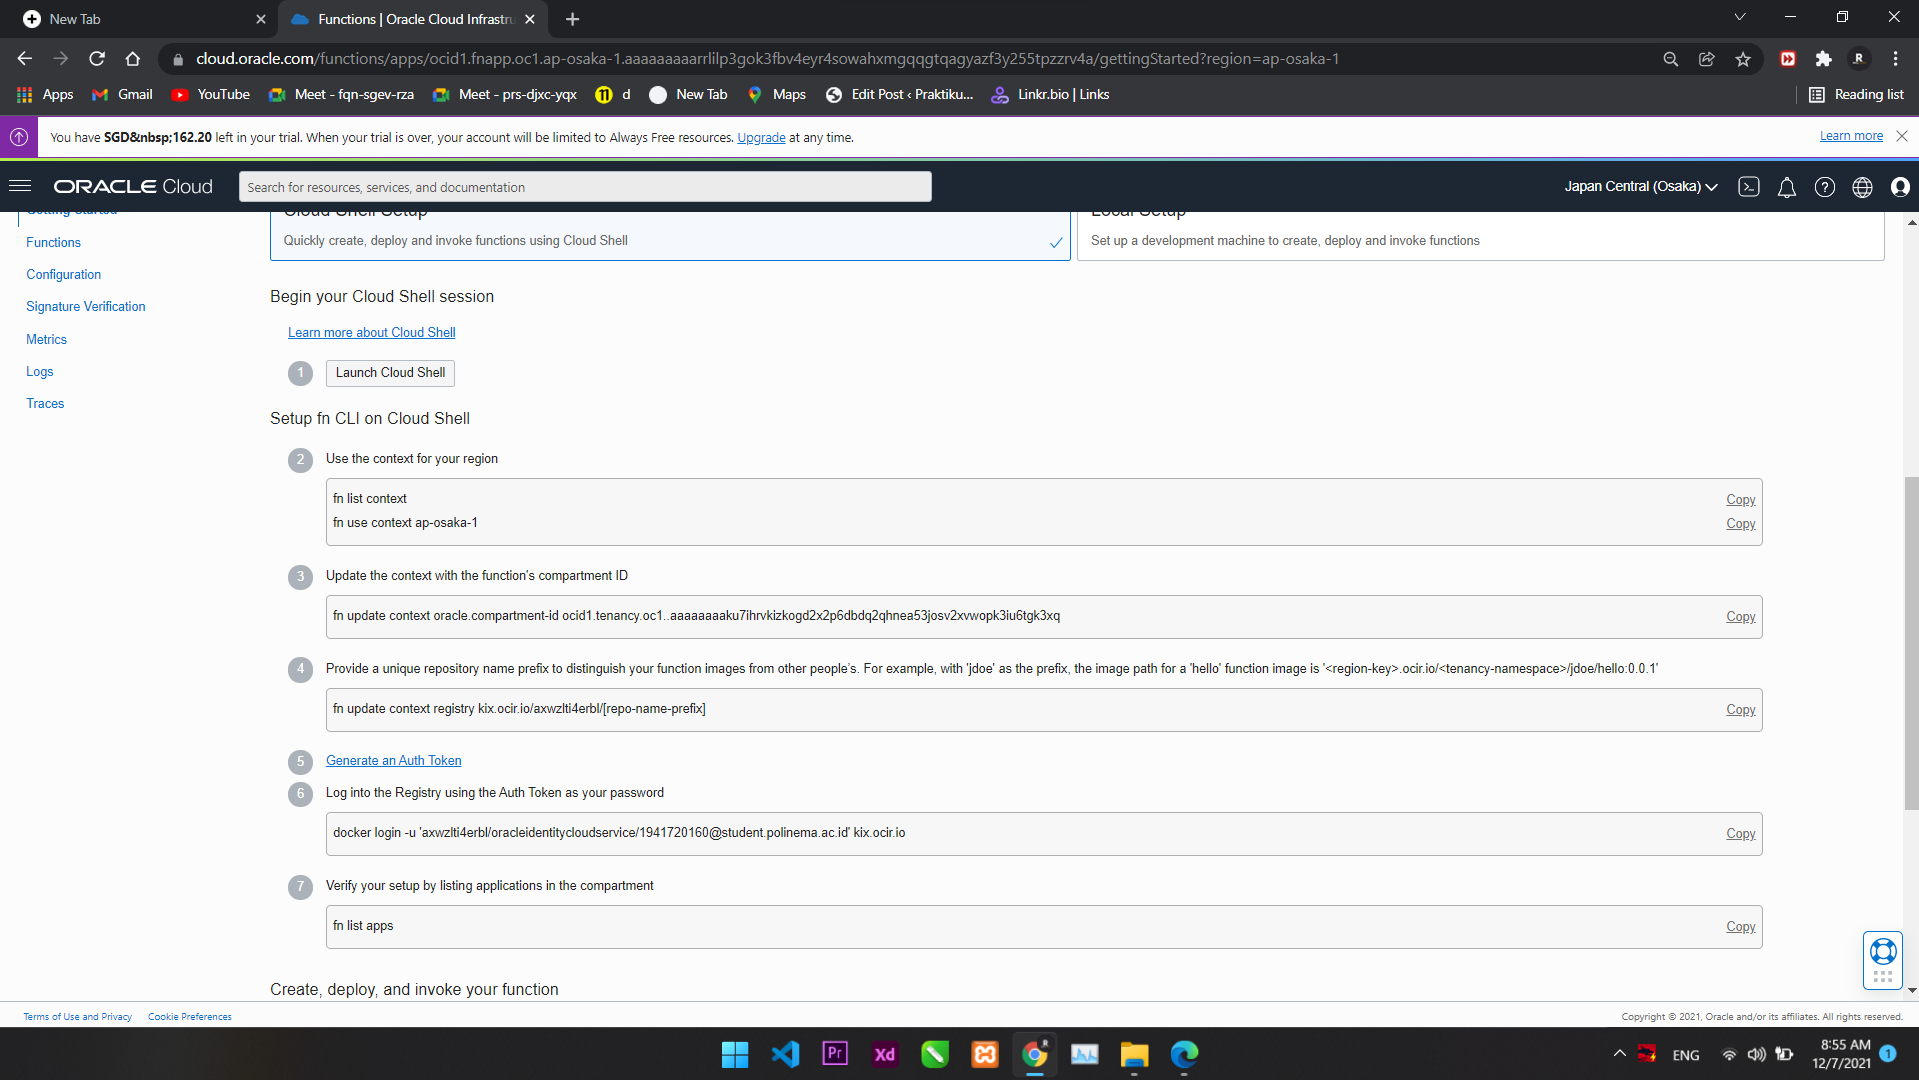 New Tab
Functions | Oracle Cloud Infrastru
cloud.oracle.com/functions/apps/ocid1.fnapp.oc1.ap-osaka-1.aaaaaaaaarrlilp3gok3fbv4eyr4sowahxmgqqgtqagyazf3y255tpzzrv4a/gettingStarted?region=ap-osaka-1
R
Apps
Gmail
YouTube
Meet - fqn-sgev-rza
Meet - prs-djxc-yqx
d
New Tab
Maps
Edit Post ‹ Praktiku...
Linkr.bio | Links
Reading list
You have SGD&nbsp;162.20 left in your trial. When your trial is over, your account will be limited to Always Free resources. Upgrade at any time.
Learn more
ORACLE Cloud
Search for resources, services, and documentation
Japan Central (Osaka)
Getting Started
Functions
Configuration
Signature Verification
Metrics
Logs
Traces
Cloud Shell Setup
Quickly create, deploy and invoke functions using Cloud Shell
Local Setup
Set up a development machine to create, deploy and invoke functions
Begin your Cloud Shell session
Learn more about Cloud Shell
1 Launch Cloud Shell
Setup fn CLI on Cloud Shell
2 Use the context for your region
fn list context Copy
fn use context ap-osaka-1 Copy
3 Update the context with the function's compartment ID
fn update context oracle.compartment-id ocid1.tenancy.oc1..aaaaaaaaku7ihrvkizkogd2x2p6dbdq2qhnea53josv2xvwopk3iu6tgk3xq Copy
4 Provide a unique repository name prefix to distinguish your function images from other people's. For example, with 'jdoe' as the prefix, the image path for a 'hello' function image is '<region-key>.ocir.io/<tenancy-namespace>/jdoe/hello:0.0.1'
fn update context registry kix.ocir.io/axwzlti4erbl/[repo-name-prefix] Copy
5 Generate an Auth Token
6 Log into the Registry using the Auth Token as your password
docker login -u 'axwzlti4erbl/oracleidentitycloudservice/1941720160@student.polinema.ac.id' kix.ocir.io Copy
7 Verify your setup by listing applications in the compartment
fn list apps Copy
Create, deploy, and invoke your function
Terms of Use and Privacy
Cookie Preferences
Copyright © 2021, Oracle and/or its affiliates. All rights reserved.
Pr
Xd
R
ENG
8:55 AM
12/7/2021
1